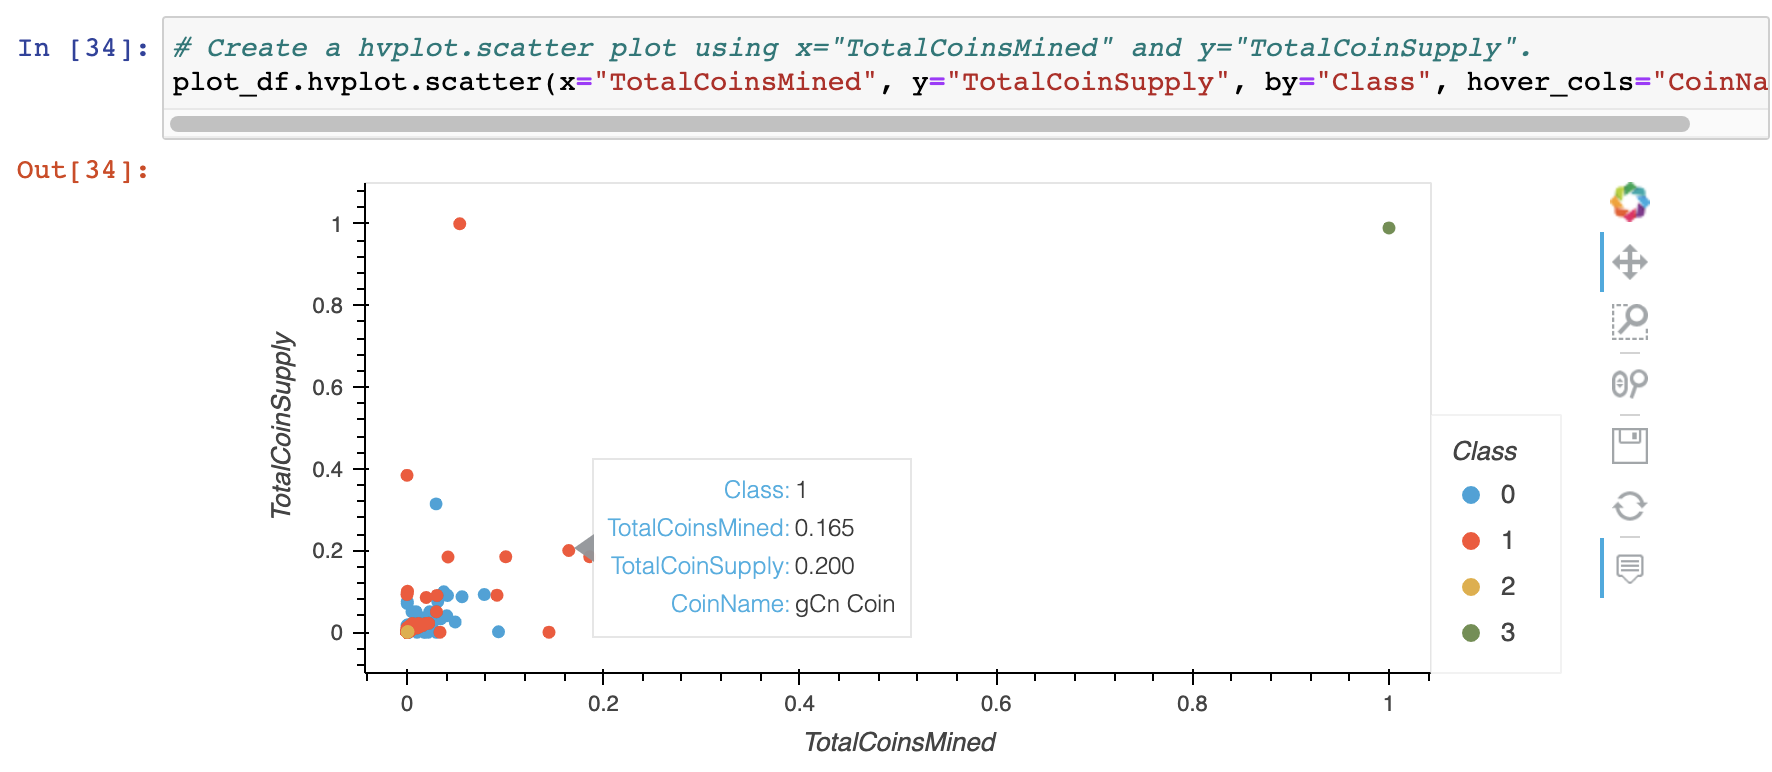 In [34]:
# Create a hvplot.scatter plot using x="TotalCoinsMined" and y="TotalCoinSupply".
plot_df.hvplot.scatter(x="TotalCoinsMined", y="TotalCoinSupply", by="Class", hover_cols="CoinNa
Out[34]:
1
0.8
0.6
0.4
0.2
0
TotalCoinSupply
Class: 1
TotalCoinsMined: 0.165
TotalCoinSupply: 0.200
CoinName: gCn Coin
Class
0
1
2
3
0 0.2 0.4 0.6 0.8 1
TotalCoinsMined